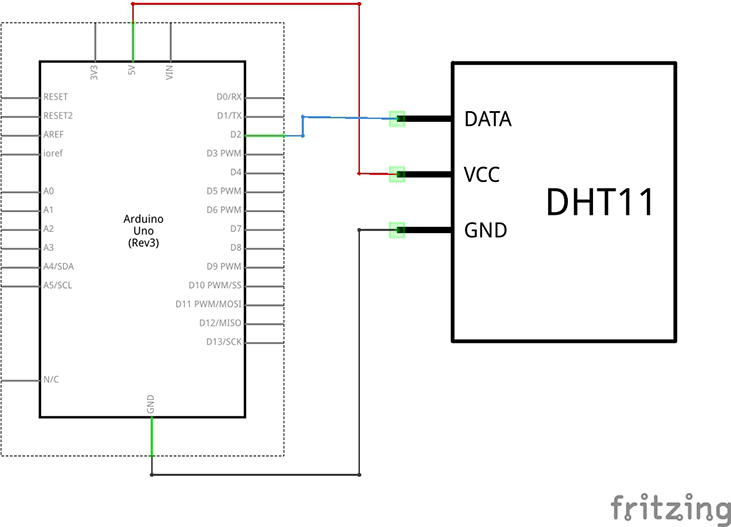 3V3
5V
VIN
RESET
RESET2
AREF
ioref
A0
A1
A2
A3
A4/SDA
A5/SCL
N/C
Arduino
Uno
(Rev3)
D0/RX
D1/TX
D2
D3 PWM
D4
D5 PWM
D6 PWM
D7
D8
D9 PWM
D10 PWM/SS
D11 PWM/MOSI
D12/MISO
D13/SCK
GND
DATA
VCC
GND
DHT11
fritzing